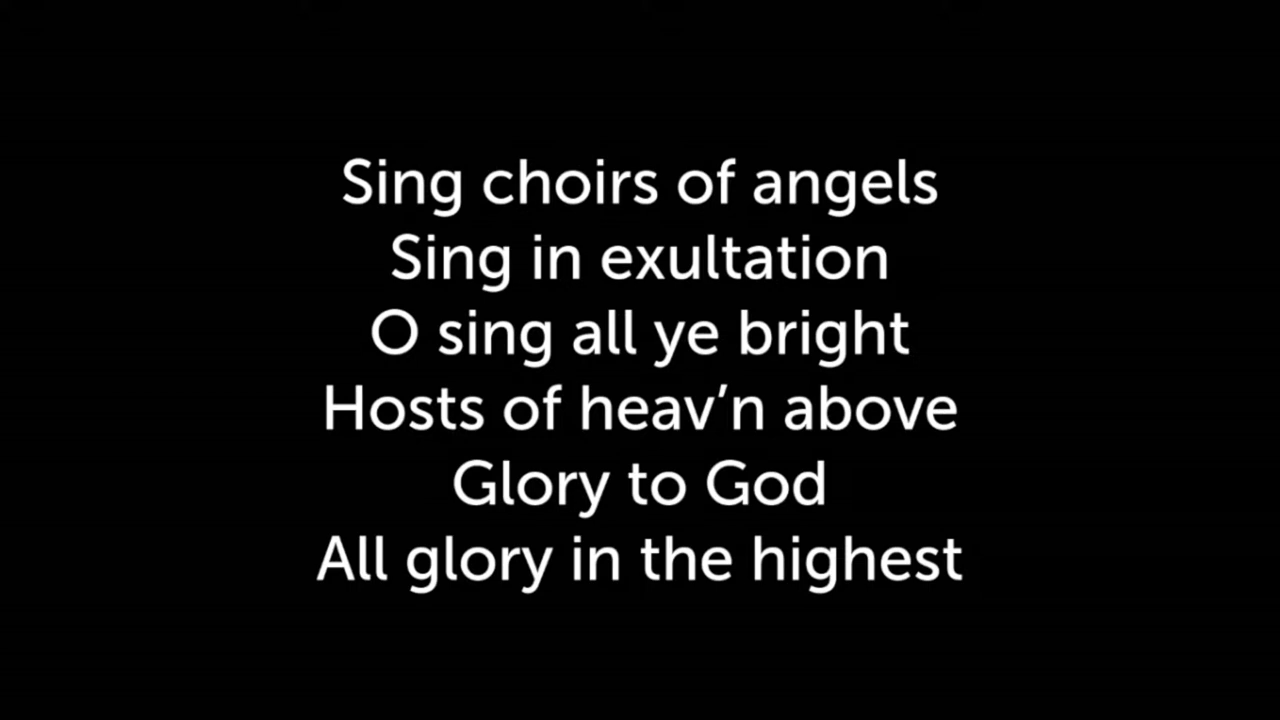 Sing choirs of angels
Sing in exultation
O sing all ye bright
Hosts of heav’n above
Glory to God
All glory in the highest